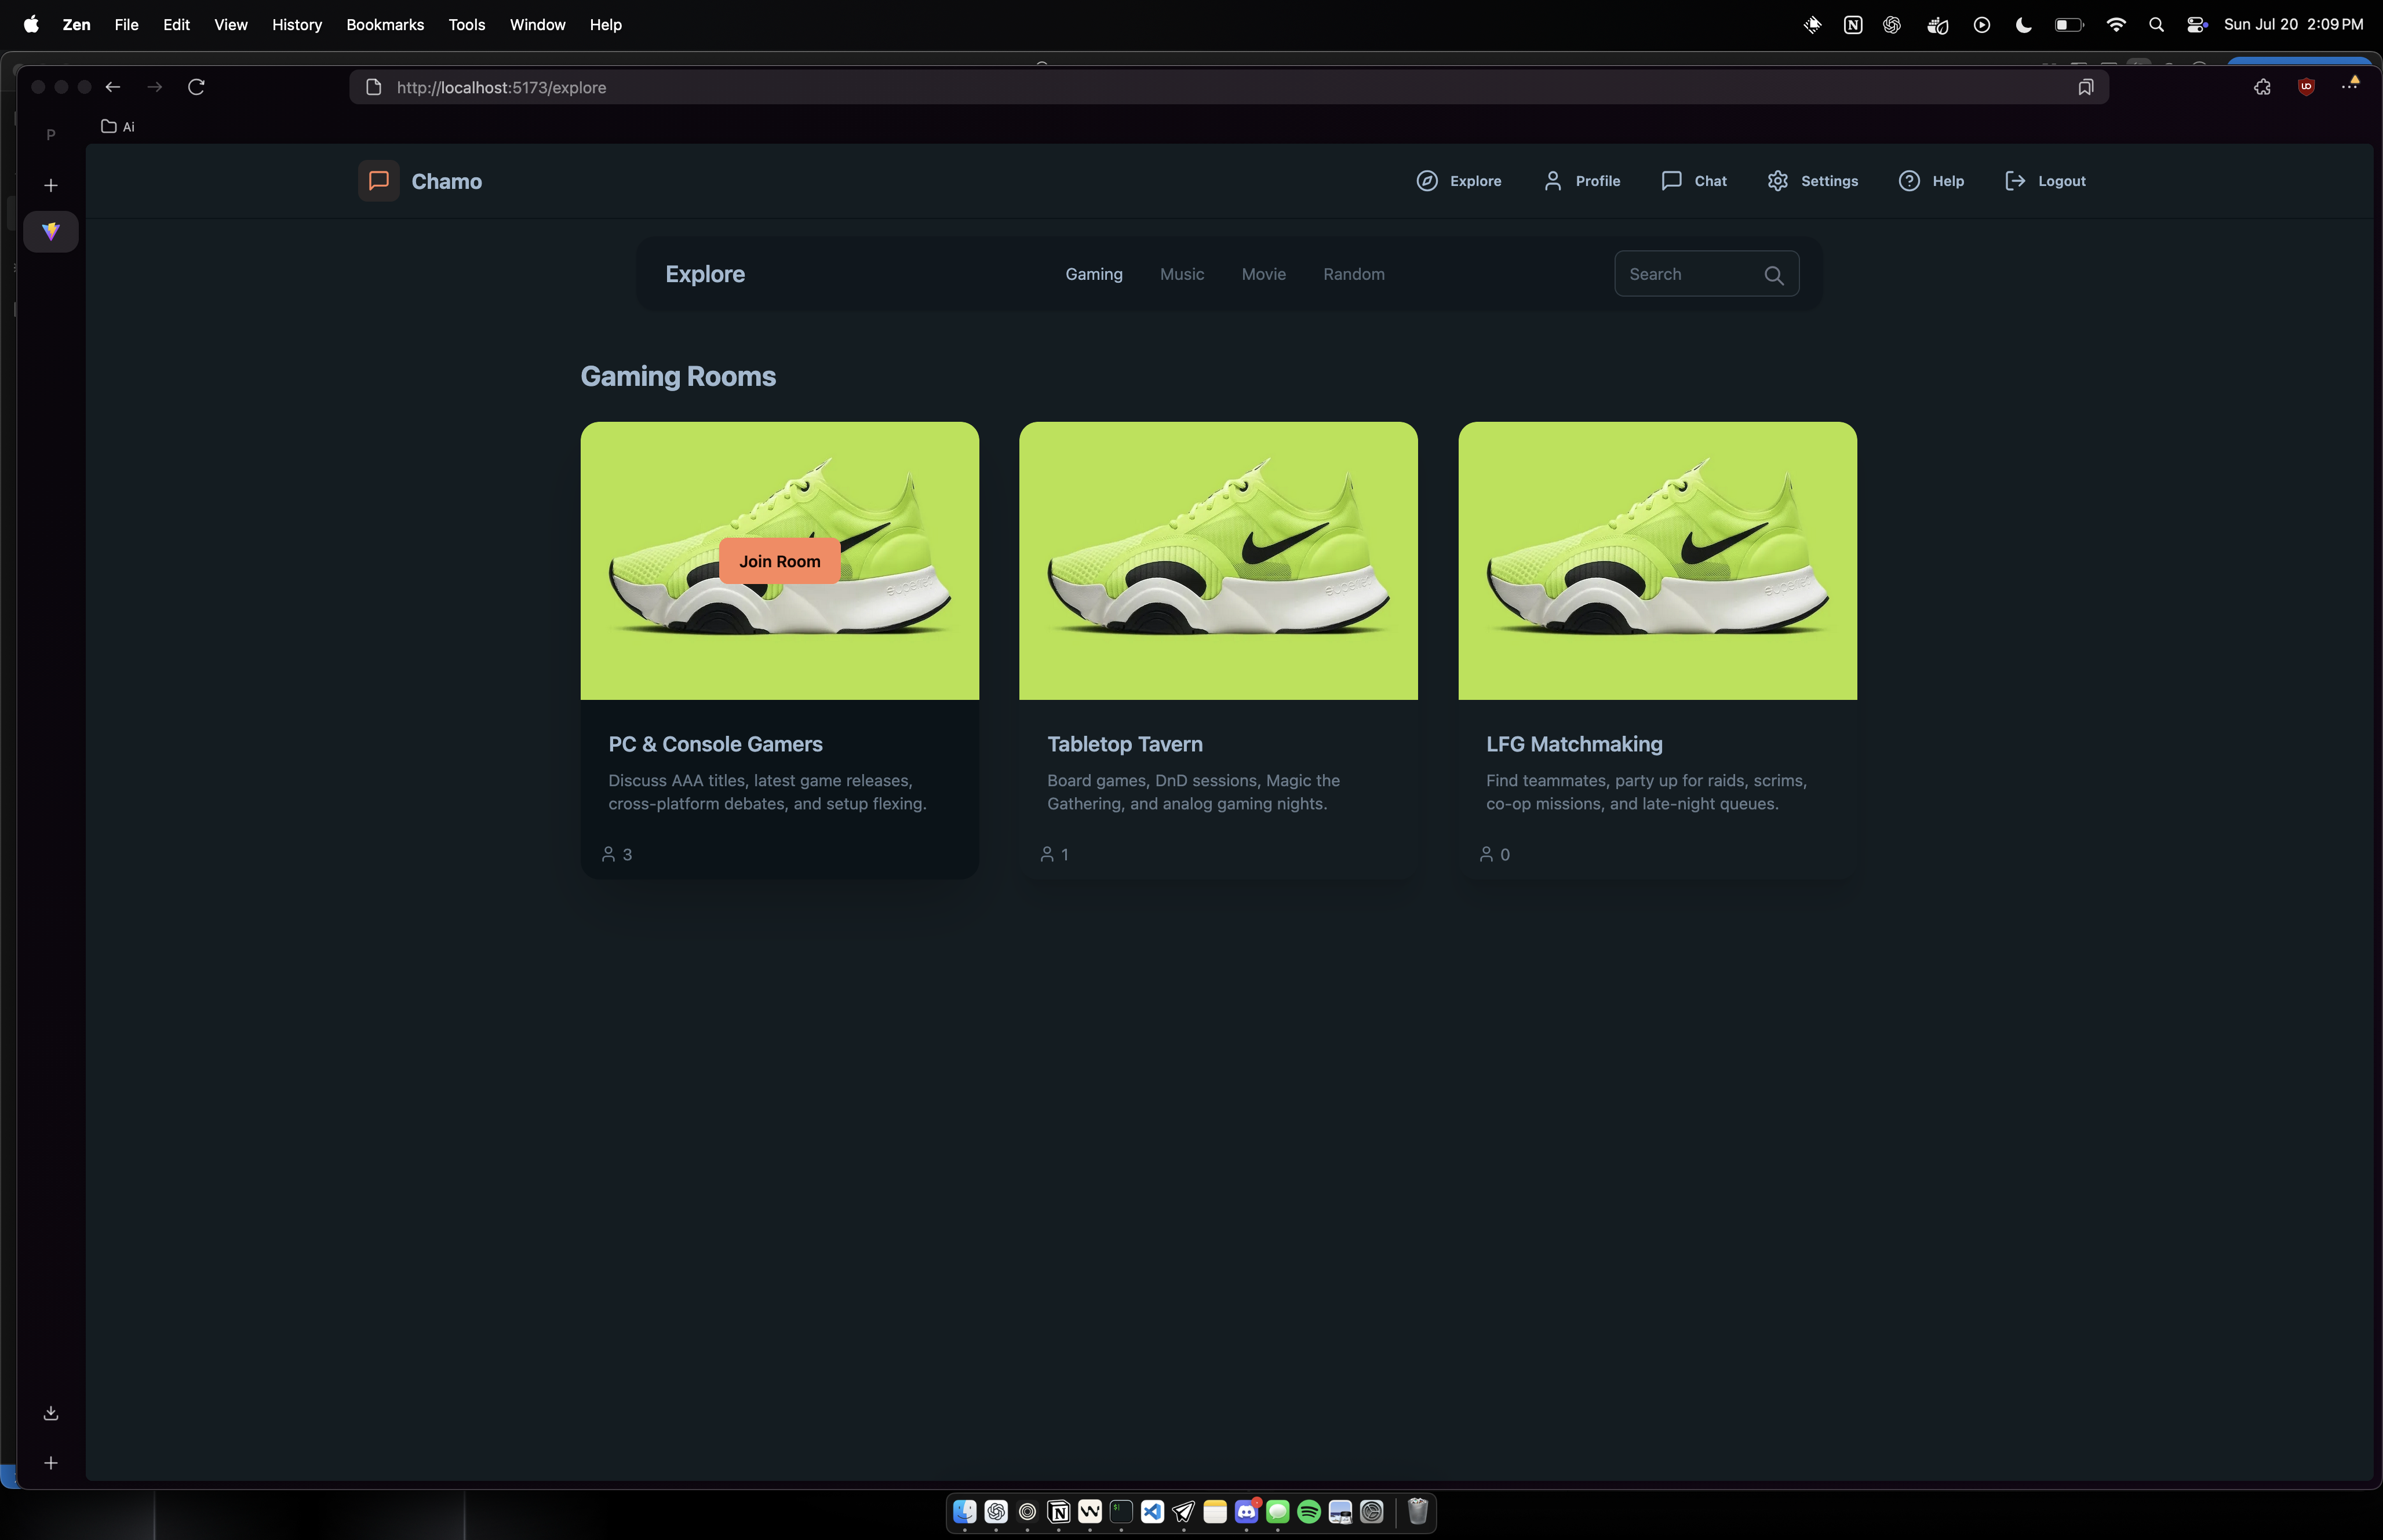 Zen File Edit View History Bookmarks Tools Window Help Sun Jul 20 2:09 PM
http://localhost:5173/explore
P
Ai
Chamo Explore Profile Chat Settings Help Logout
Explore Gaming Music Movie Random Search
Gaming Rooms
Join Room
PC & Console Gamers
Discuss AAA titles, latest game releases,
cross-platform debates, and setup flexing.
3
Tabletop Tavern
Board games, DnD sessions, Magic the
Gathering, and analog gaming nights.
1
LFG Matchmaking
Find teammates, party up for raids, scrims,
co-op missions, and late-night queues.
0